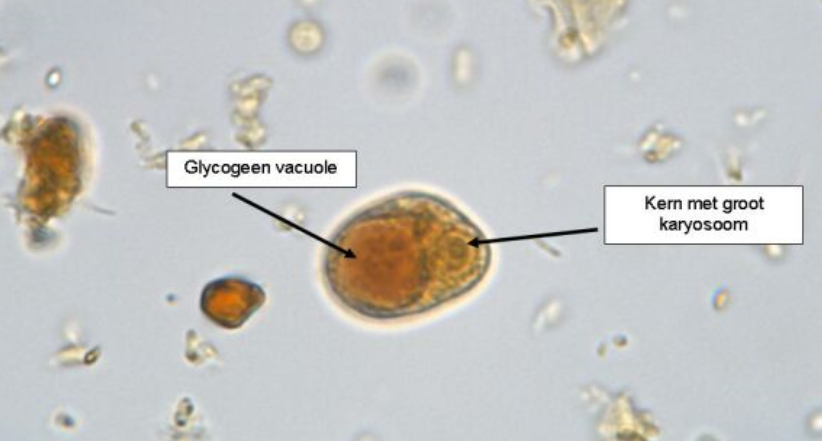 Glycogeen vacuole
Kern met groot
karyosoom